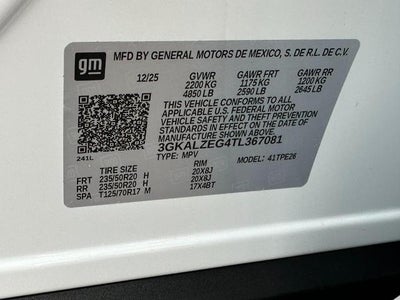 gm
MFD BY GENERAL MOTORS DE MEXICO, S. DE R.L. DE C.V.
12/25 GVWR GAWR FRT GAWR RR
2200 KG 1175 KG 1200 KG
4850 LB 2590 LB 2645 LB
THIS VEHICLE CONFORMS TO ALL
APPLICABLE U.S. FEDERAL MOTOR
VEHICLE SAFETY AND THEFT PREVENTION
STANDARDS IN EFFECT ON THE DATE OF
MANUFACTURE SHOWN ABOVE.
3GKALZEG4TL367081
241L TYPE: MPV 41TPE26
TIRE SIZE RIM
FRT 235/50R20 H 20X8J
RR 235/50R20 H 20X8J
SPA T125/70R17 M 17X4BT